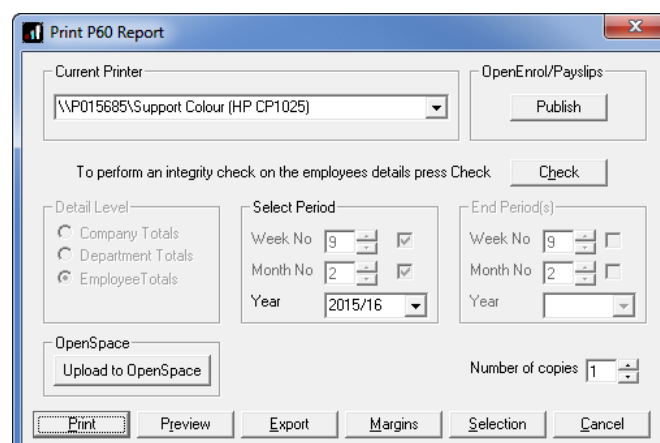 Print P60 Report
Current Printer
\\P015685\Support Colour (HP CP1025)
OpenEnrol/Payslips
Publish
To perform an integrity check on the employees details press Check
Check
Detail Level
Company Totals
Department Totals
EmployeeTotals
Select Period
Week No 9
Month No 2
Year 2015/16
End Period(s)
Week No 9
Month No 2
Year
OpenSpace
Upload to OpenSpace
Number of copies 1
Print Preview Export Margins Selection Cancel